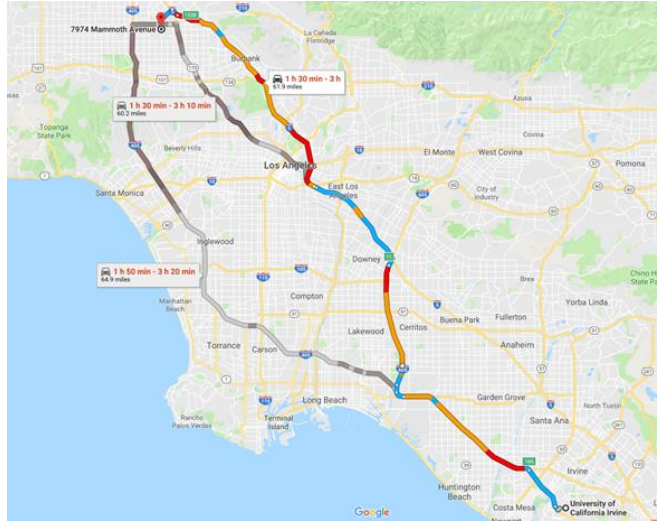 La Cañada
Flintridge
7974 Mammoth Avenue
Burbank
1 h 30 min - 3 h
61.9 miles
Azusa
1 h 30 min - 3 h 10 min
60.2 miles
Covina
Topanga
State Park
Beverly Hills
El Monte
West Covina
Pomona
Los Angeles
East Los
Angeles
City of
Industry
Santa Monica
Inglewood
Downey
1 h 50 min - 3 h 20 min
64.9 miles
Brea
Chino Hi
State Par
Manhattan
Beach
Compton
Yorba Linda
Buena Park
Fullerton
Lakewood
Cerritos
Anaheim
Torrance
Carson
Garden Grove
Long Beach
North Tustin
Rancho
Palos Verdes
Terminal
Island
Santa Ana
Huntington
Beach
Irvine
Costa Mesa
University of
California Irvine
Google